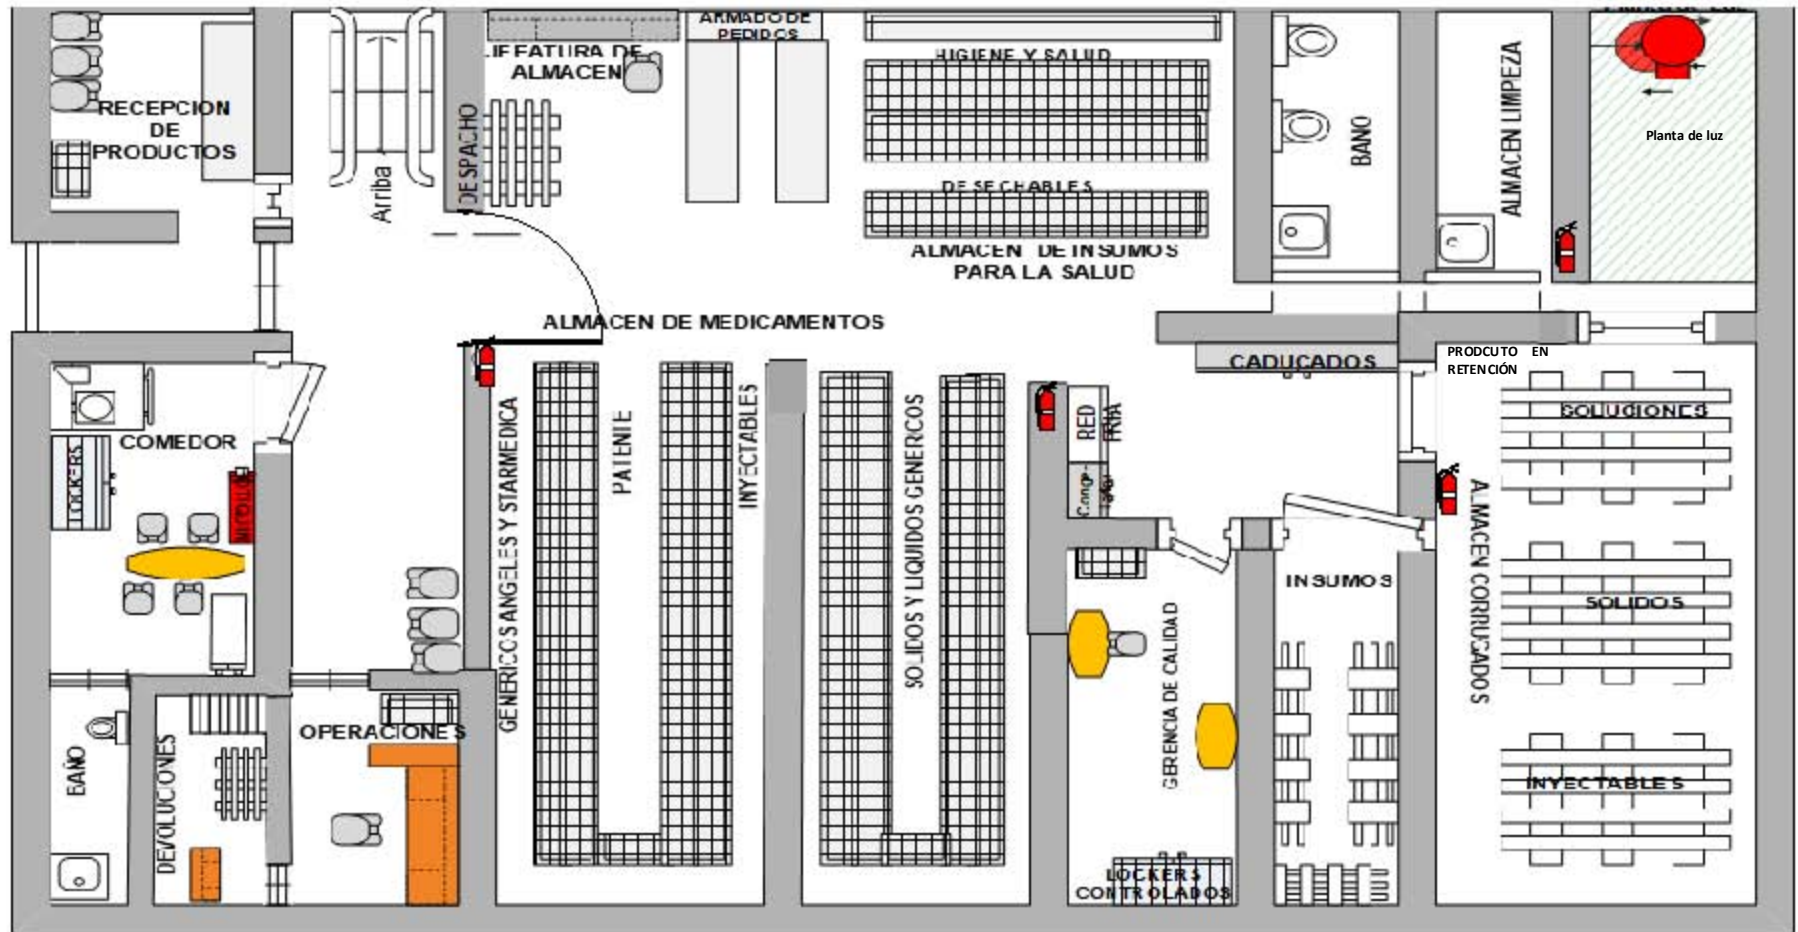 ARMADO DE
PEDIDOS
JEFATURA DE
ALMACEN
HIGIENE Y SALUD
RECEPCION
DE
PRODUCTOS
Arriba
DESPACHO
DESECHABLES
ALMACEN DE INSUMOS
PARA LA SALUD
BAÑO
ALMACEN LIMPEZA
Planta de luz
ALMACEN DE MEDICAMENTOS
CADUCADOS
PRODCUTO EN
RETENCIÓN
SOLUCIONES
COMEDOR
LOCKERS
GENERICOS ANGELES Y STARMEDICA
PATENTE
INYECTABLES
SOLIDOS Y LIQUIDOS GENERCOS
RED
FRIA
ALMACEN CORRUGADOS
INSUMOS
SOLIDOS
GERENCIA DE CALIDAD
OPERACIONES
BAÑO
DEVOLUCIONES
INYECTABLES
LOCKERS
CONTROLADOS